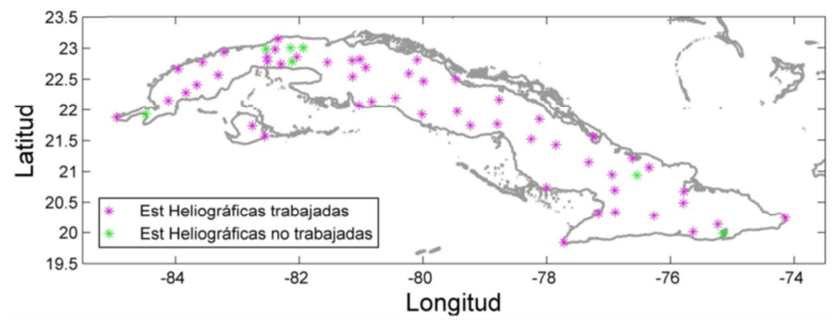 23.5
23
22.5
22
21.5
21
20.5
20
19.5
Latitud
Est Heliográficas trabajadas
Est Heliográficas no trabajadas
-84 -82 -80 -78 -76 -74
Longitud